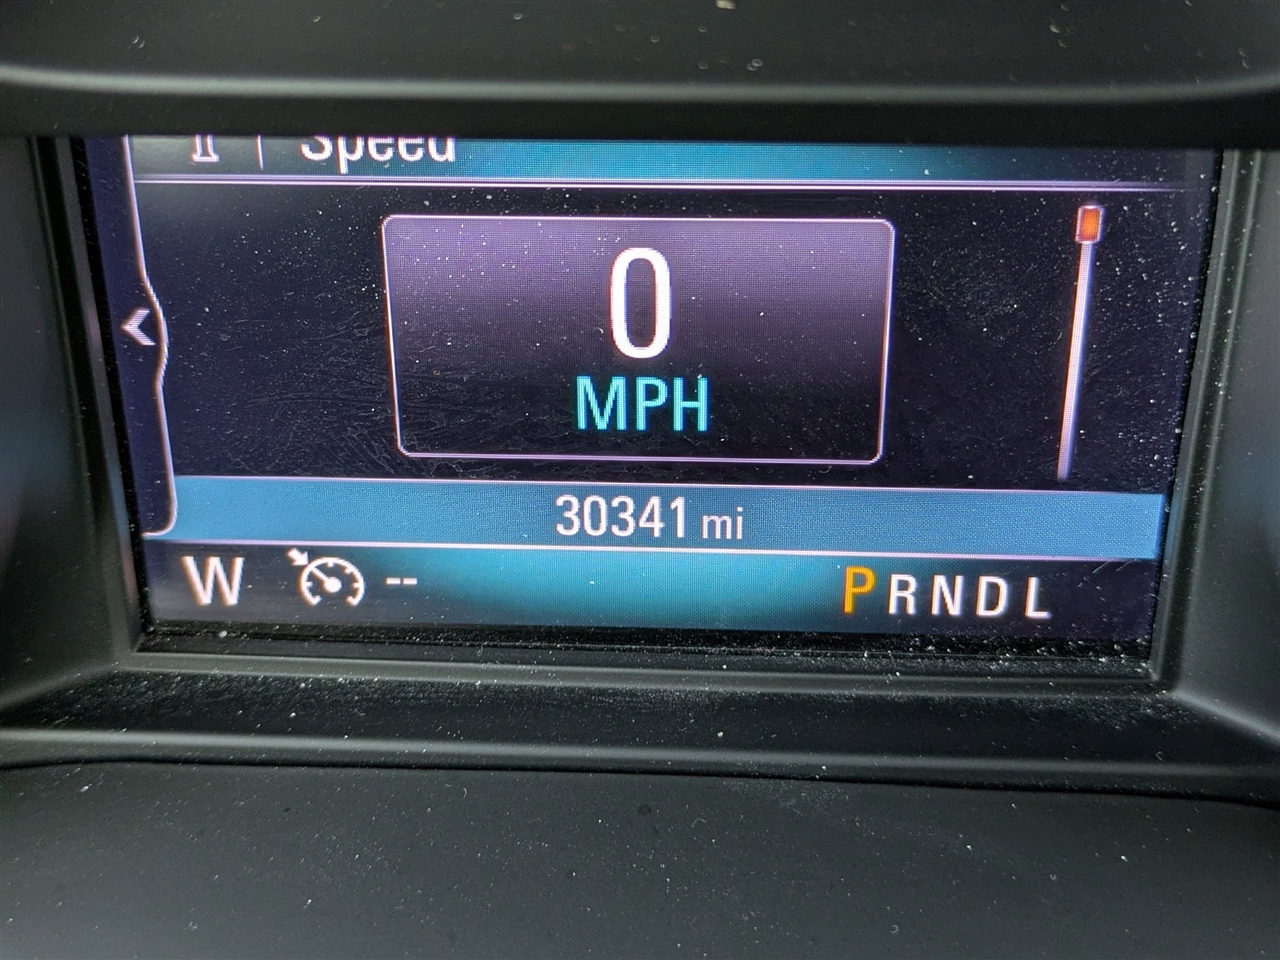 Speed
0
MPH
30341 mi
W -- PRNDL